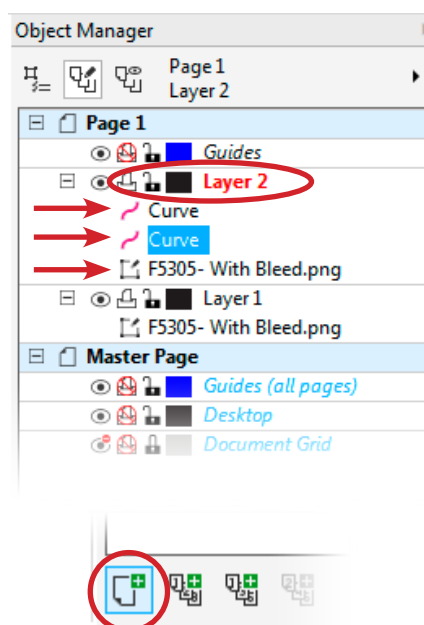 Object Manager
Page 1
Layer 2
Page 1
Guides
Layer 2
Curve
Curve
F5305- With Bleed.png
Layer 1
F5305- With Bleed.png
Master Page
Guides (all pages)
Desktop
Document Grid